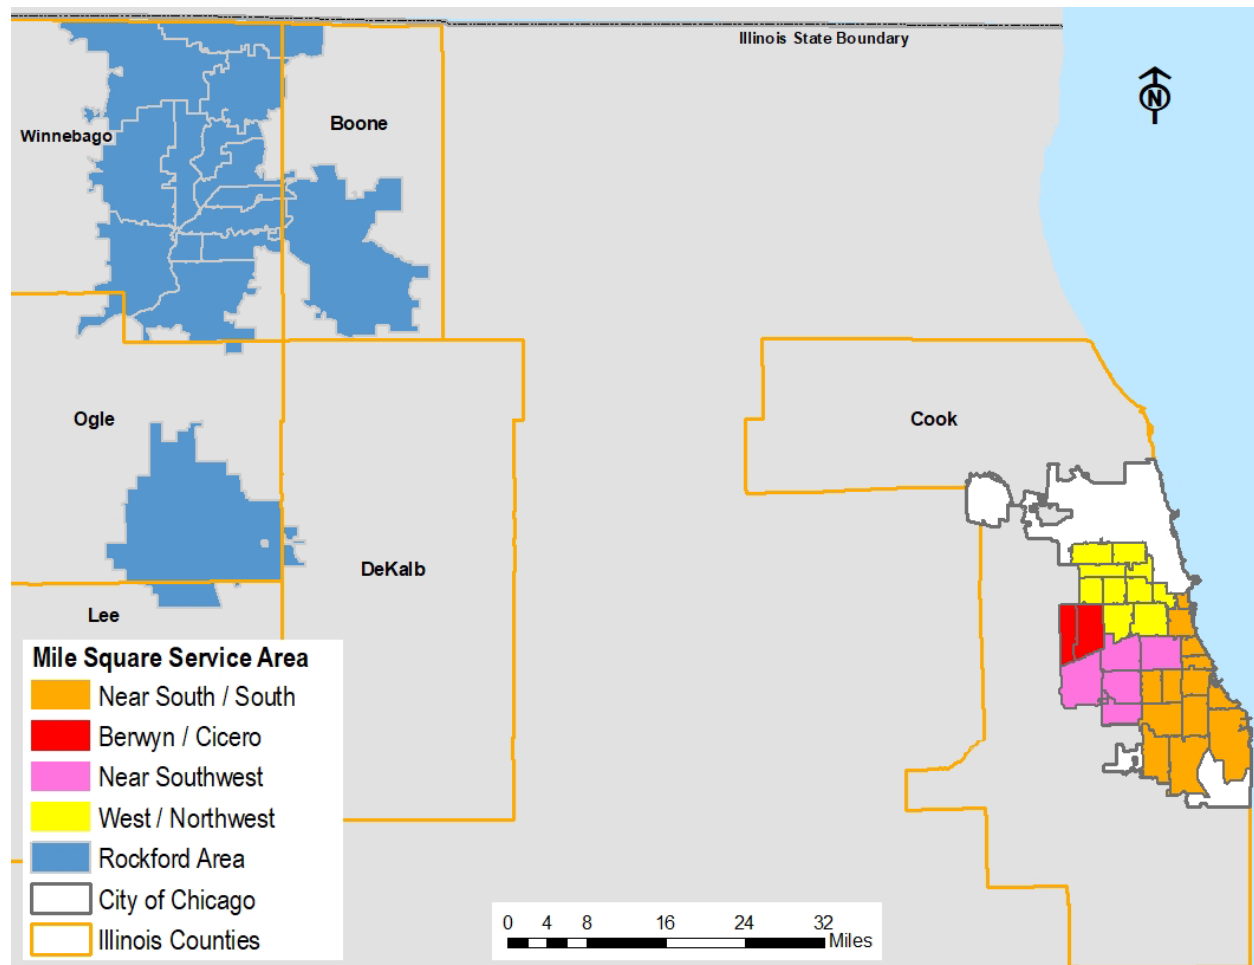 Illinois State Boundary
N
Boone
Winnebago
Ogle
Cook
DeKalb
Lee
Mile Square Service Area
Near South / South
Berwyn / Cicero
Near Southwest
West / Northwest
Rockford Area
City of Chicago
Illinois Counties
0 4 8 16 24 32
Miles